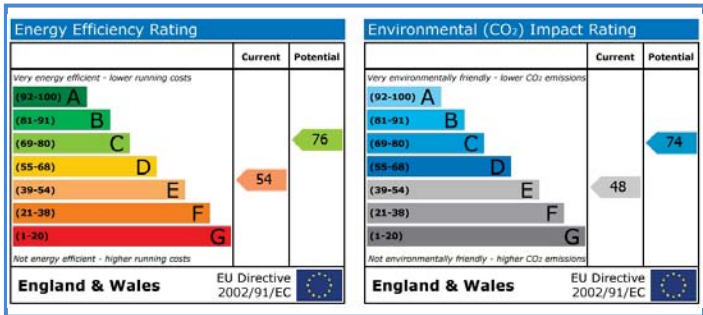 Energy Efficiency Rating
Current Potential
Very energy efficient - lower running costs
(92-100) A
(81-91) B
(69-80) C
76
(55-68) D
(39-54) E
54
(21-38) F
(1-20) G
Not energy efficient - higher running costs
England & Wales
EU Directive
2002/91/EC
Environmental (CO₂) Impact Rating
Current Potential
Very environmentally friendly - lower CO₂ emissions
(92-100) A
(81-91) B
(69-80) C
74
(55-68) D
(39-54) E
48
(21-38) F
(1-20) G
Not environmentally friendly - higher CO₂ emissions
England & Wales
EU Directive
2002/91/EC